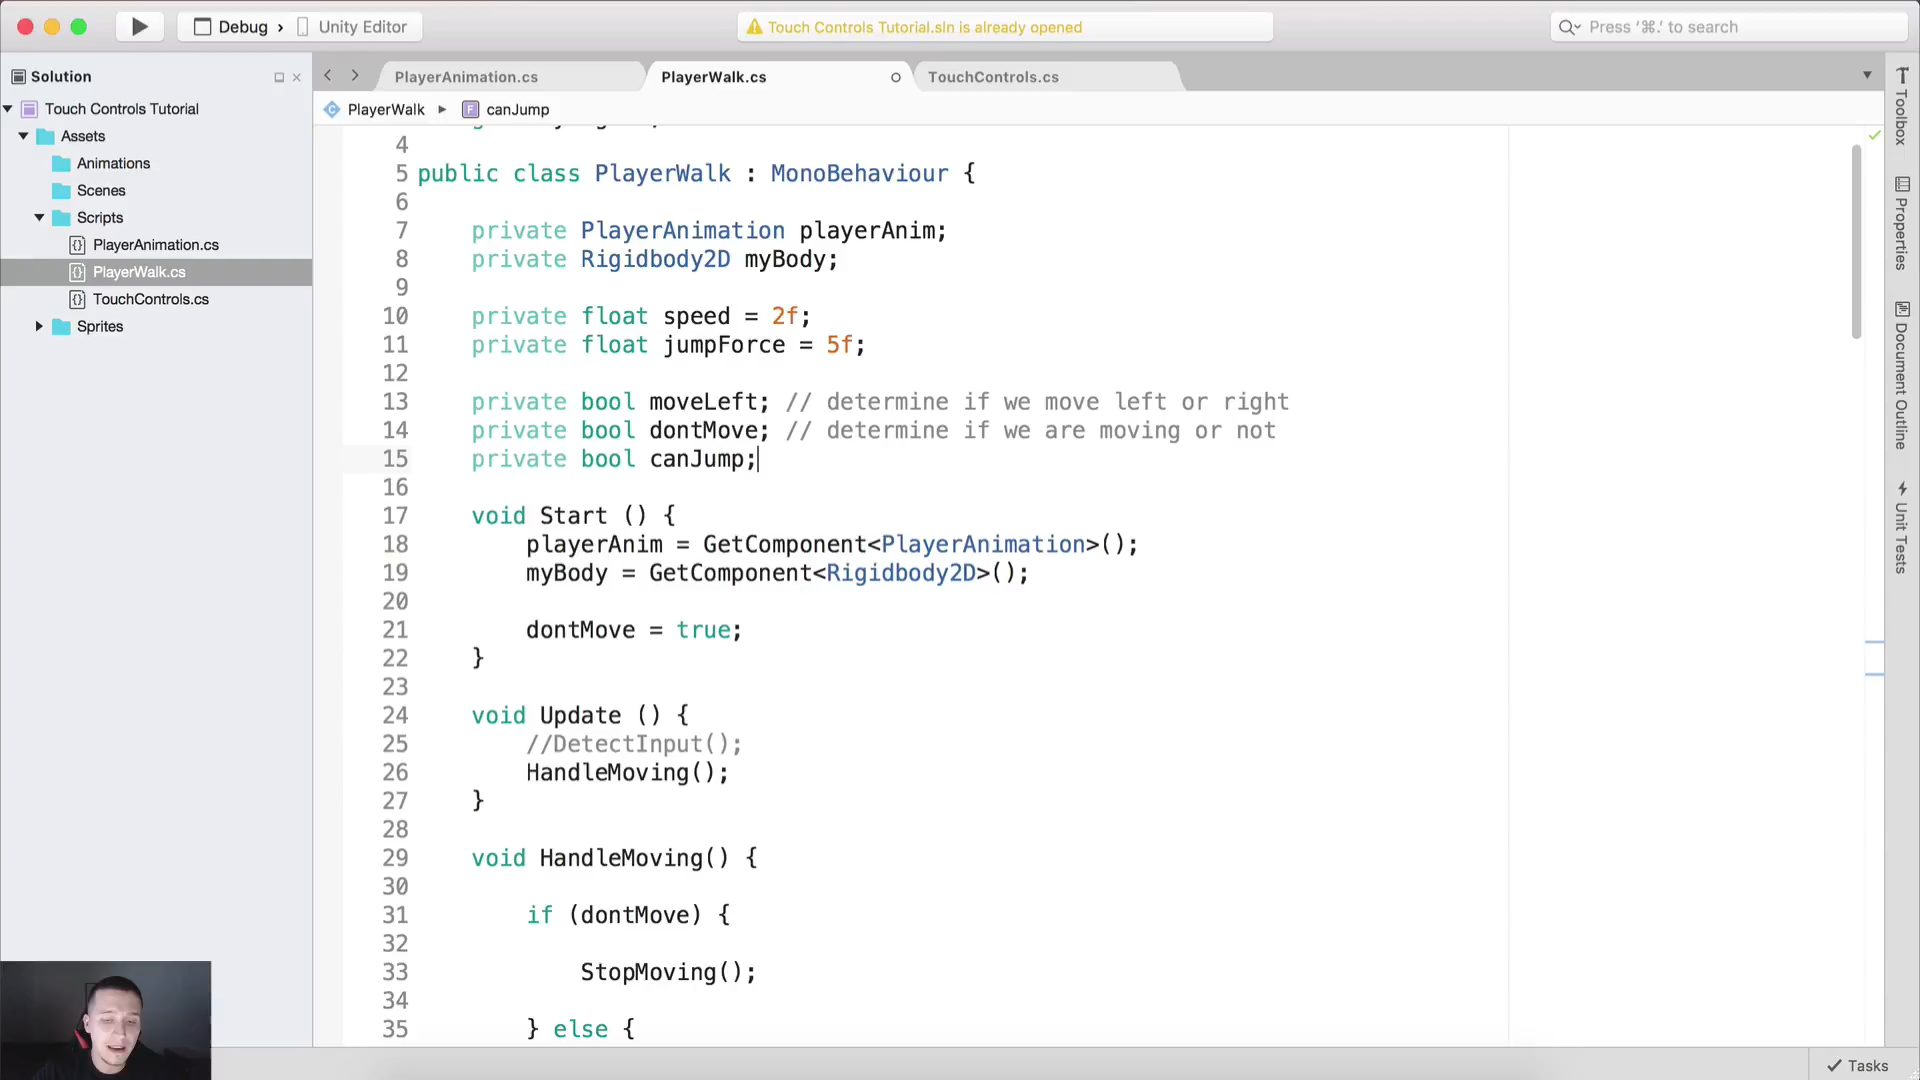 Debug › Unity Editor
Touch Controls Tutorial.sln is already opened
Press '⌘.' to search
Solution
PlayerAnimation.cs
PlayerWalk.cs
TouchControls.cs
Touch Controls Tutorial
Assets
Animations
Scenes
Scripts
PlayerAnimation.cs
PlayerWalk.cs
TouchControls.cs
Sprites
PlayerWalk ▸ canJump
4
5 public class PlayerWalk : MonoBehaviour {
6
7 private PlayerAnimation playerAnim;
8 private Rigidbody2D myBody;
9
10 private float speed = 2f;
11 private float jumpForce = 5f;
12
13 private bool moveLeft; // determine if we move left or right
14 private bool dontMove; // determine if we are moving or not
15 private bool canJump;
16
17 void Start () {
18 playerAnim = GetComponent<PlayerAnimation>();
19 myBody = GetComponent<Rigidbody2D>();
20
21 dontMove = true;
22 }
23
24 void Update () {
25 //DetectInput();
26 HandleMoving();
27 }
28
29 void HandleMoving() {
30
31 if (dontMove) {
32
33 StopMoving();
34
35 } else {
Toolbox
Properties
Document Outline
Unit Tests
Tasks